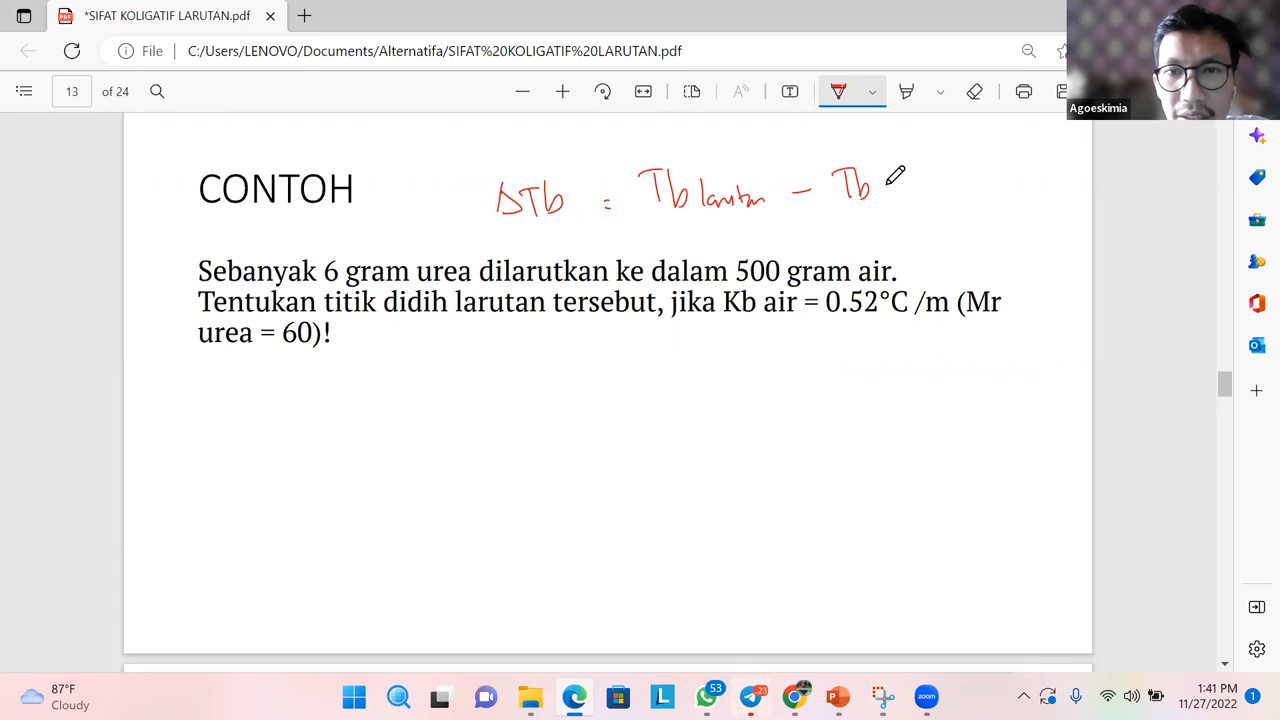 *SIFAT KOLIGATIF LARUTAN.pdf
File C:/Users/LENOVO/Documents/Alternatifa/SIFAT%20KOLIGATIF%20LARUTAN.pdf
13 of 24
Agoeskimia
CONTOH
ΔTb = Tb larutan - Tb
Sebanyak 6 gram urea dilarutkan ke dalam 500 gram air.
Tentukan titik didih larutan tersebut, jika Kb air = 0.52°C /m (Mr
urea = 60)!
87°F
Cloudy
53
23
zoom
1:41 PM
11/27/2022
1